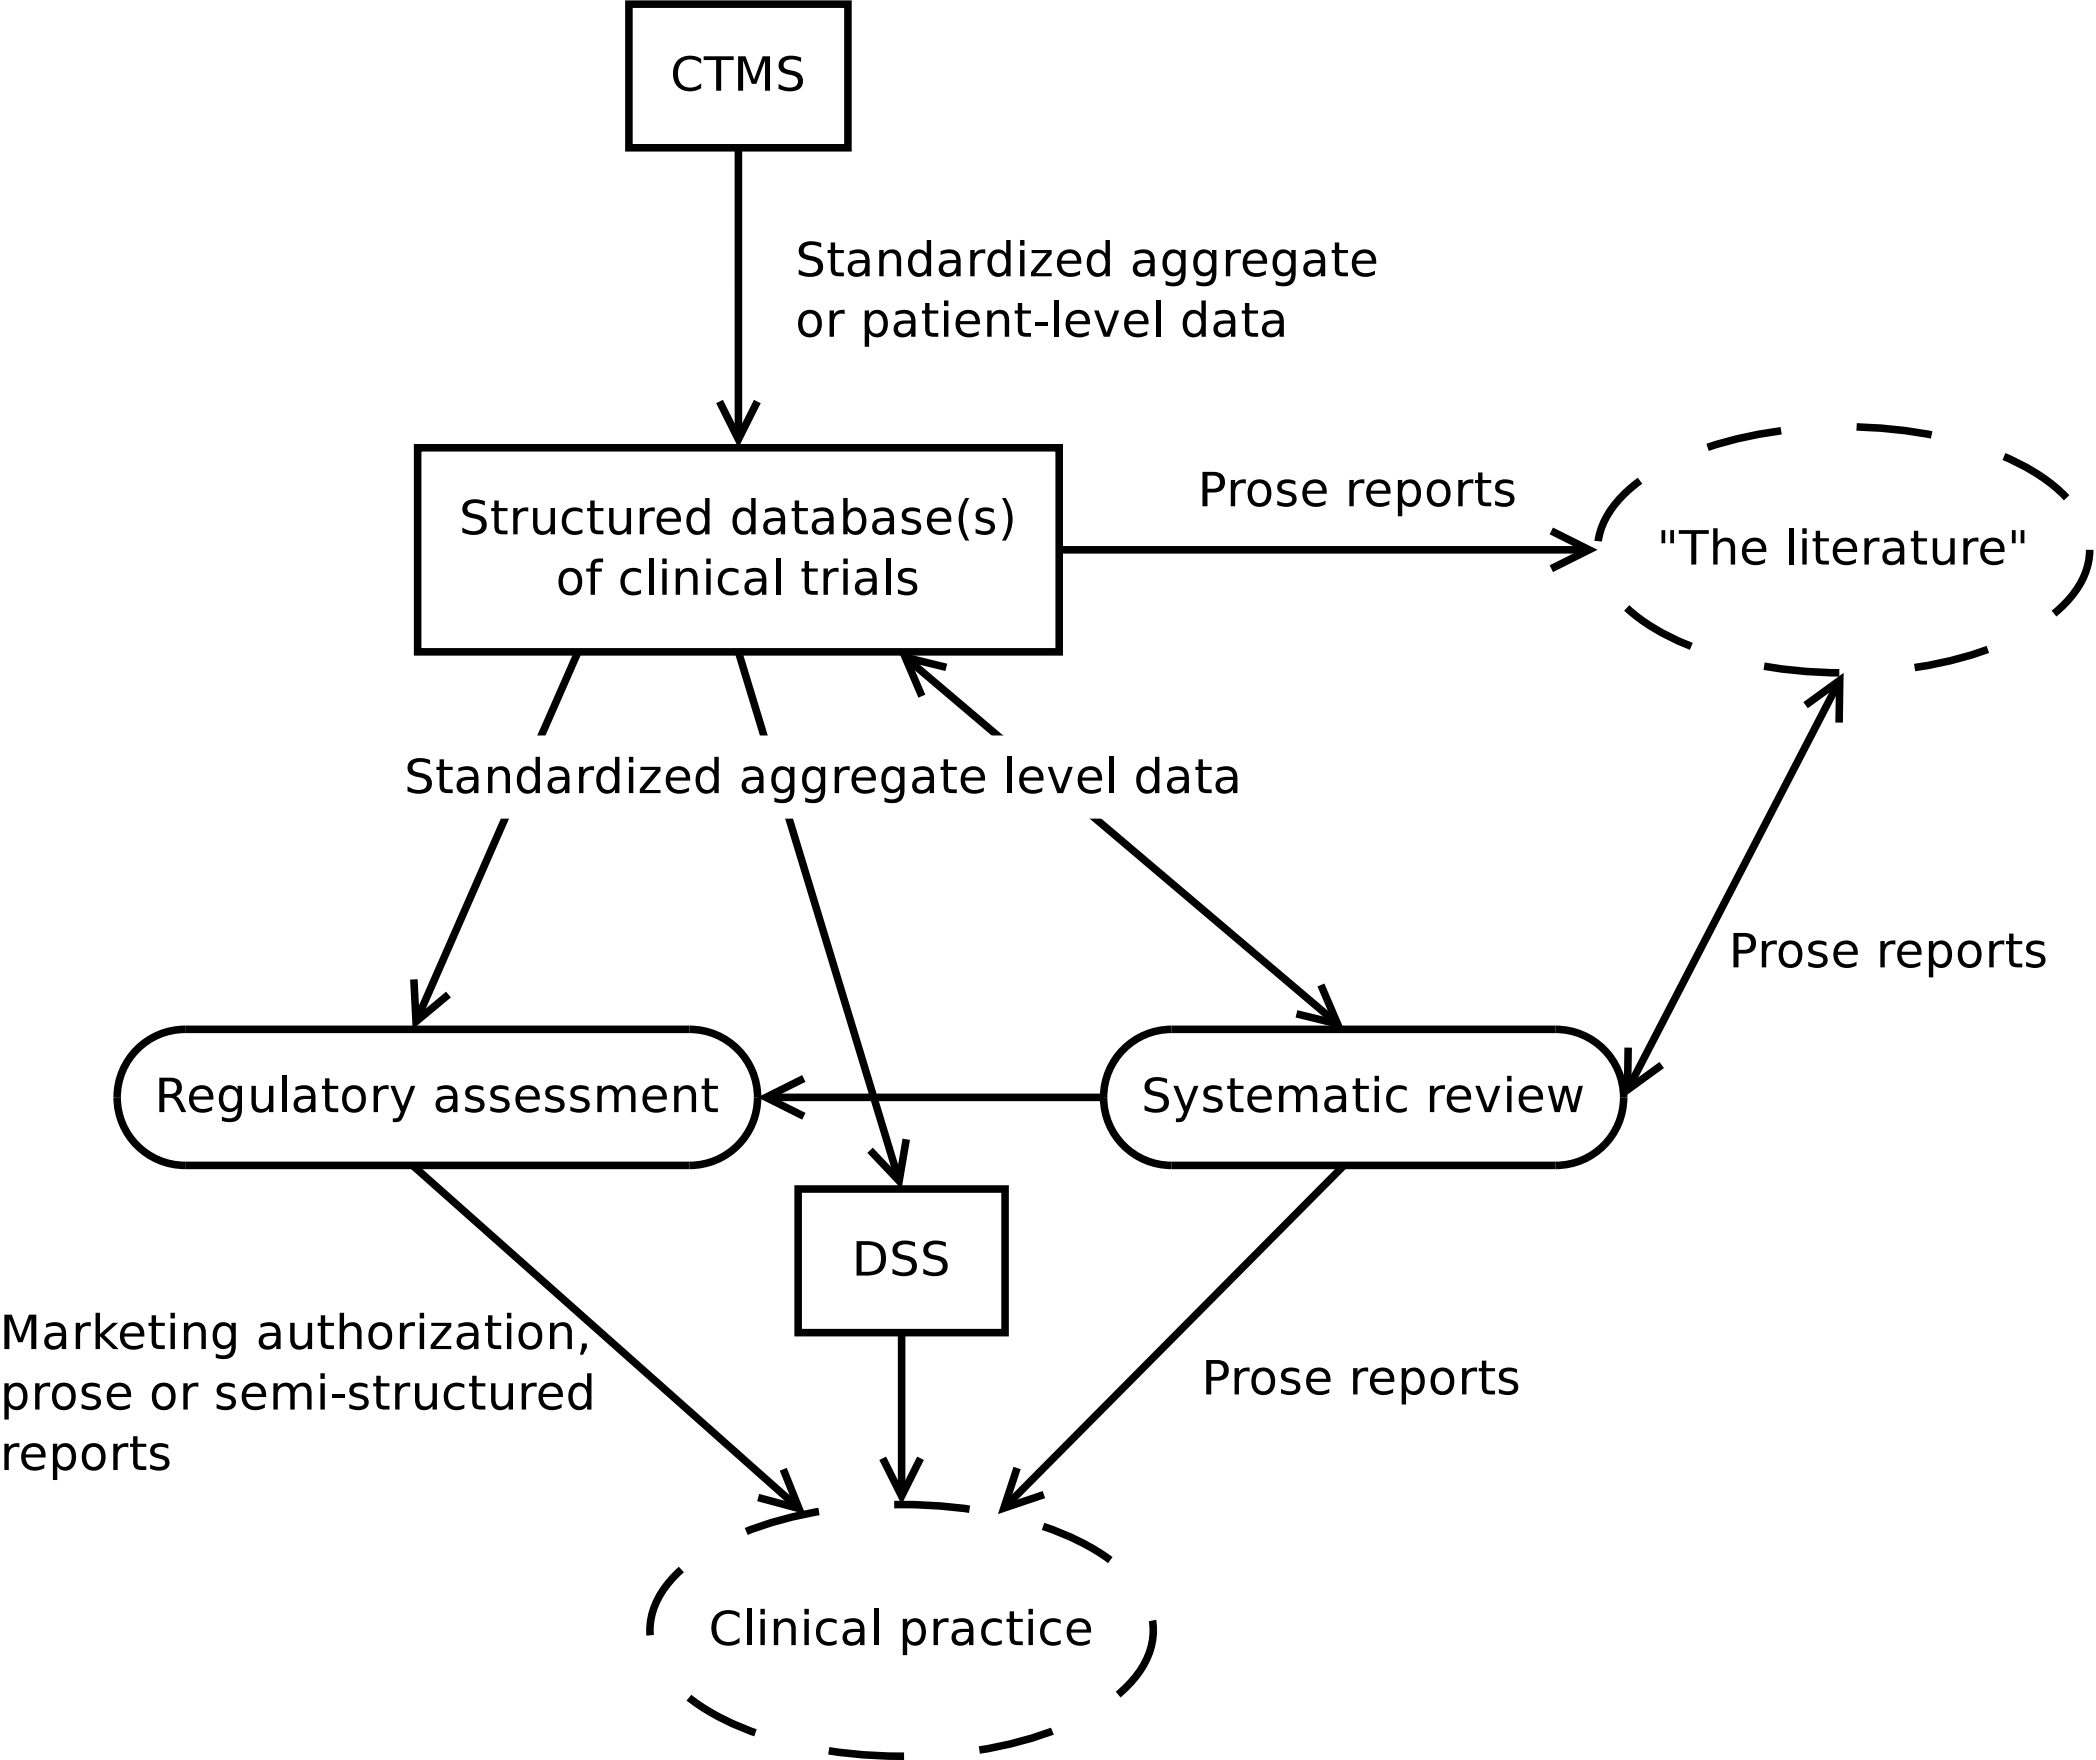 CTMS
Standardized aggregate
or patient-level data
Structured database(s)
of clinical trials
Prose reports
"The literature"
Standardized aggregate level data
Prose reports
Regulatory assessment
Systematic review
DSS
Marketing authorization,
prose or semi-structured
reports
Prose reports
Clinical practice